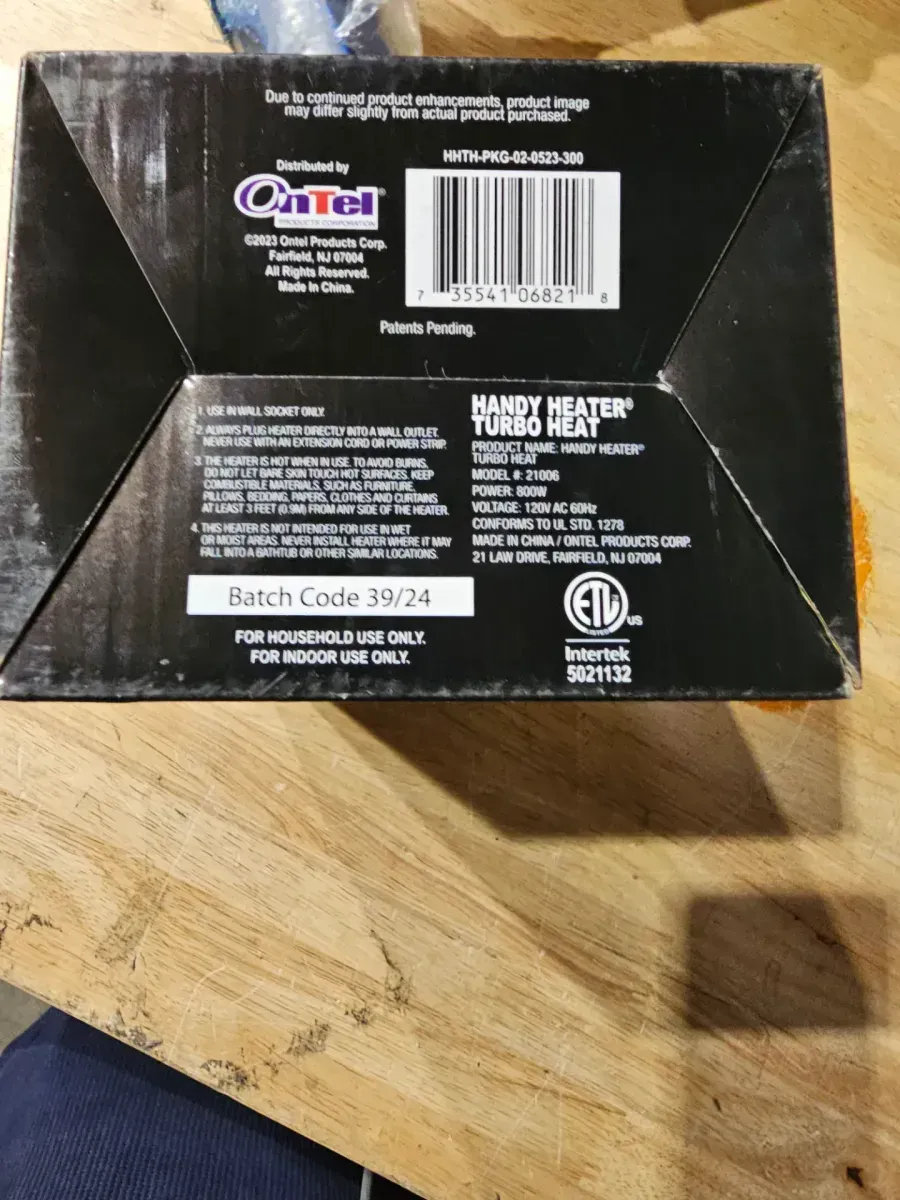 Due to continued product enhancements, product image
may differ slightly from actual product purchased.
Distributed by
OnTel®
PRODUCTS CORPORATION
©2023 Ontel Products Corp.
Fairfield, NJ 07004
All Rights Reserved.
Made in China.
HHTH-PKG-02-0523-300
7 35541 06821 8
Patents Pending.
1. USE IN WALL SOCKET ONLY.
2. ALWAYS PLUG HEATER DIRECTLY INTO A WALL OUTLET.
NEVER USE WITH AN EXTENSION CORD OR POWER STRIP.
3. THE HEATER IS HOT WHEN IN USE. TO AVOID BURNS,
DO NOT LET BARE SKIN TOUCH HOT SURFACES. KEEP
COMBUSTIBLE MATERIALS, SUCH AS FURNITURE,
PILLOWS, BEDDING, PAPERS, CLOTHES AND CURTAINS
AT LEAST 3 FEET (0.9M) FROM ANY SIDE OF THE HEATER.
4. THIS HEATER IS NOT INTENDED FOR USE IN WET
OR MOIST AREAS. NEVER INSTALL HEATER WHERE IT MAY
FALL INTO A BATHTUB OR OTHER SIMILAR LOCATIONS.
Batch Code 39/24
FOR HOUSEHOLD USE ONLY.
FOR INDOOR USE ONLY.
HANDY HEATER®
TURBO HEAT
PRODUCT NAME: HANDY HEATER®
TURBO HEAT
MODEL #: 21006
POWER: 800W
VOLTAGE: 120V AC 60Hz
CONFORMS TO UL STD. 1278
MADE IN CHINA / ONTEL PRODUCTS CORP.
21 LAW DRIVE, FAIRFIELD, NJ 07004
ETL
LISTED
US
Intertek
5021132